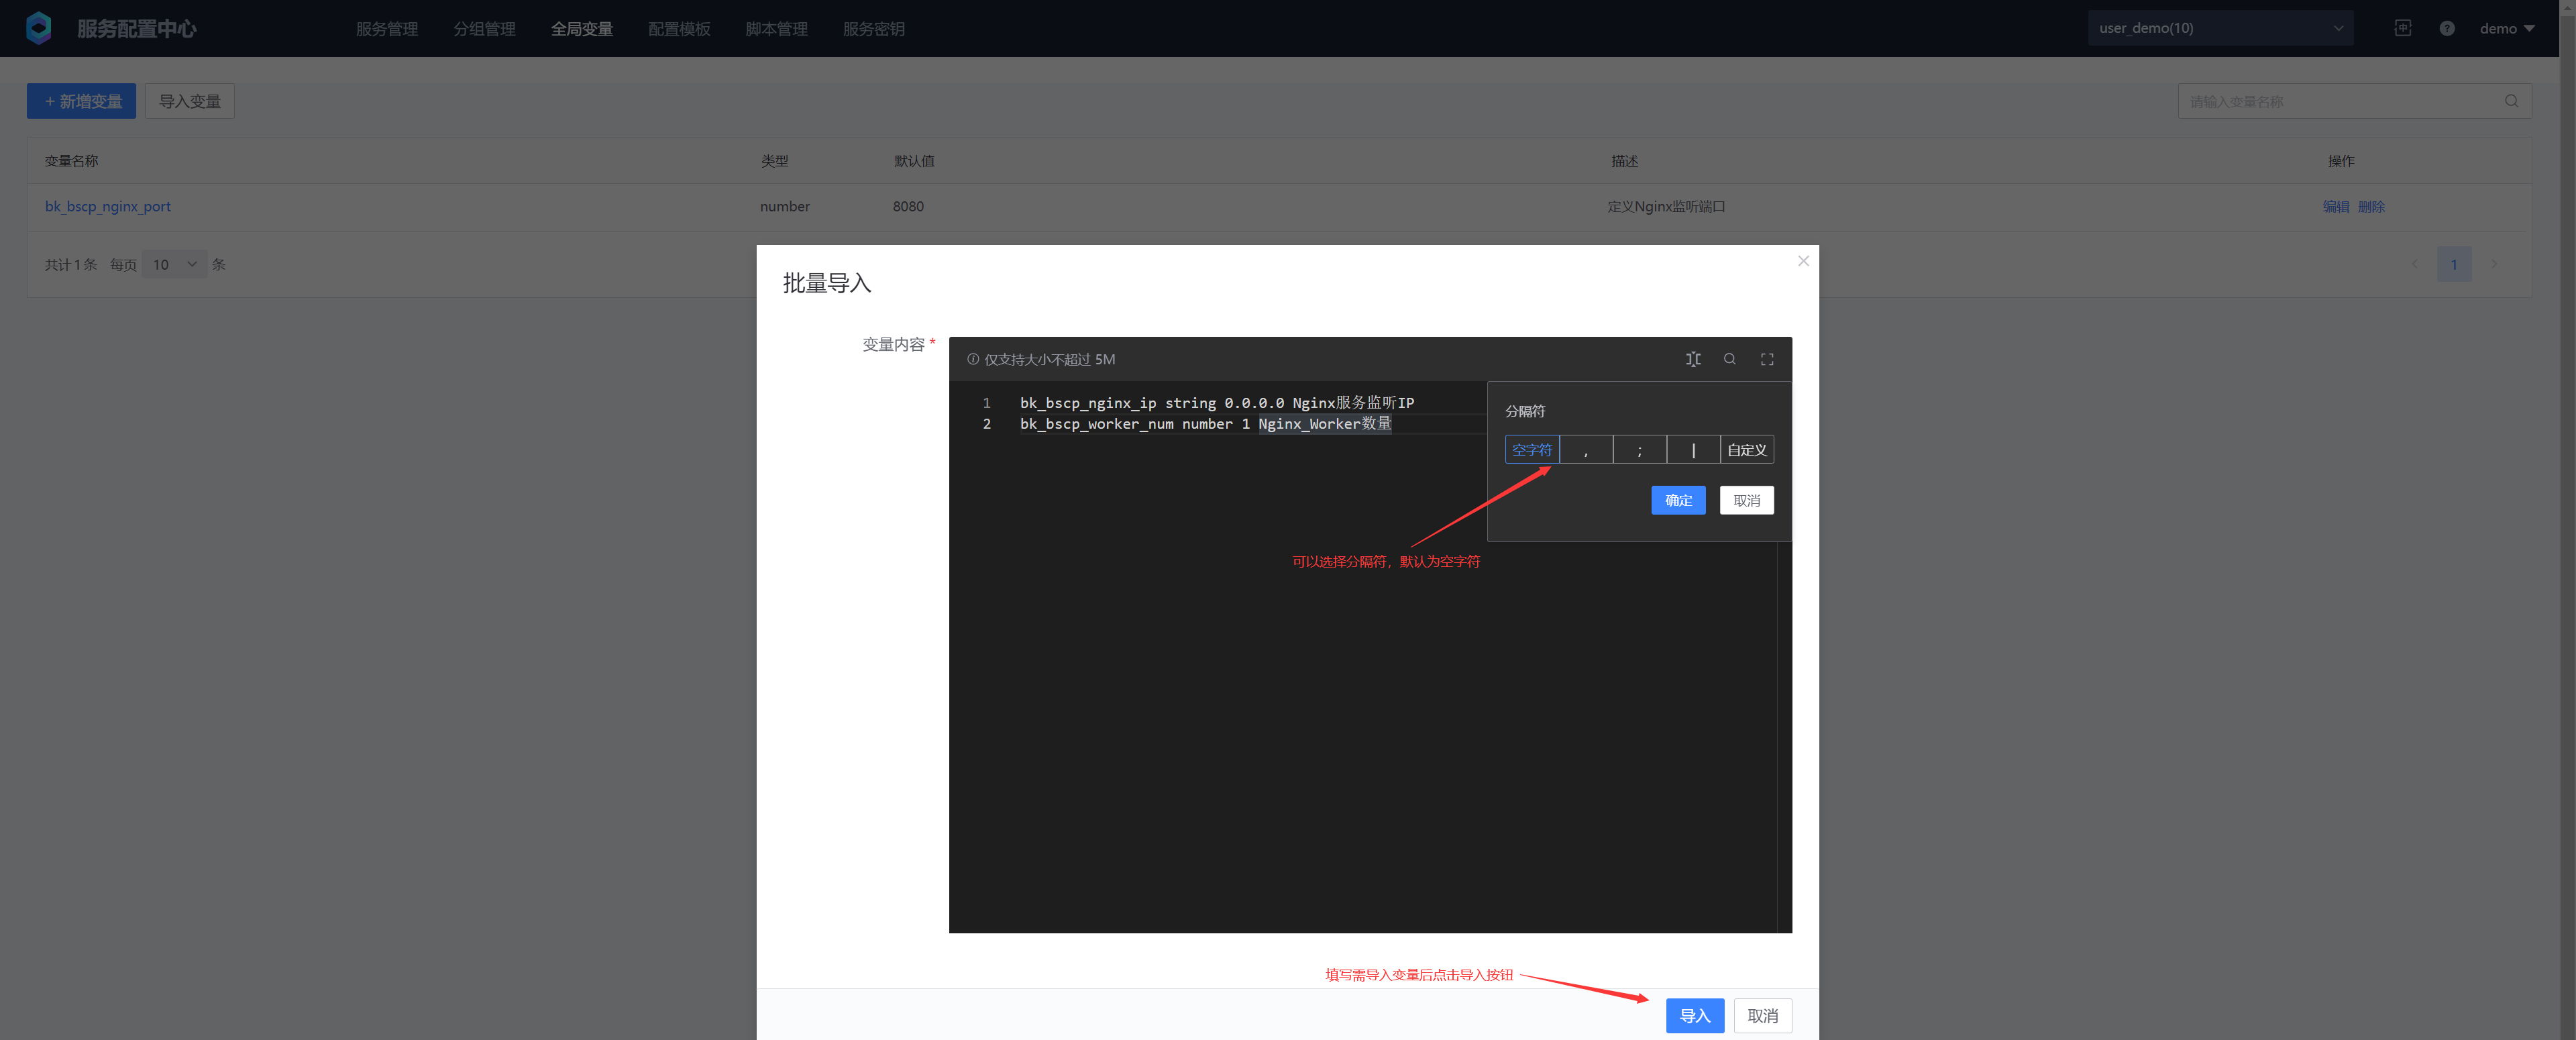 服务配置中心 服务管理 分组管理 全局变量 配置模板 脚本管理 服务密钥 user_demo(10) 中 ? demo
+ 新增变量 导入变量 请输入变量名称
变量名称 类型 默认值 描述 操作
bk_bscp_nginx_port number 8080 定义Nginx监听端口 编辑 删除
共计 1 条 每页 10 条 1
批量导入
变量内容 *
仅支持大小不超过 5M
1 bk_bscp_nginx_ip string 0.0.0.0 Nginx服务监听IP
2 bk_bscp_worker_num number 1 Nginx_Worker数量
分隔符
空字符 , ; | 自定义
确定 取消
可以选择分隔符，默认为空字符
填写需导入变量后点击导入按钮
导入 取消